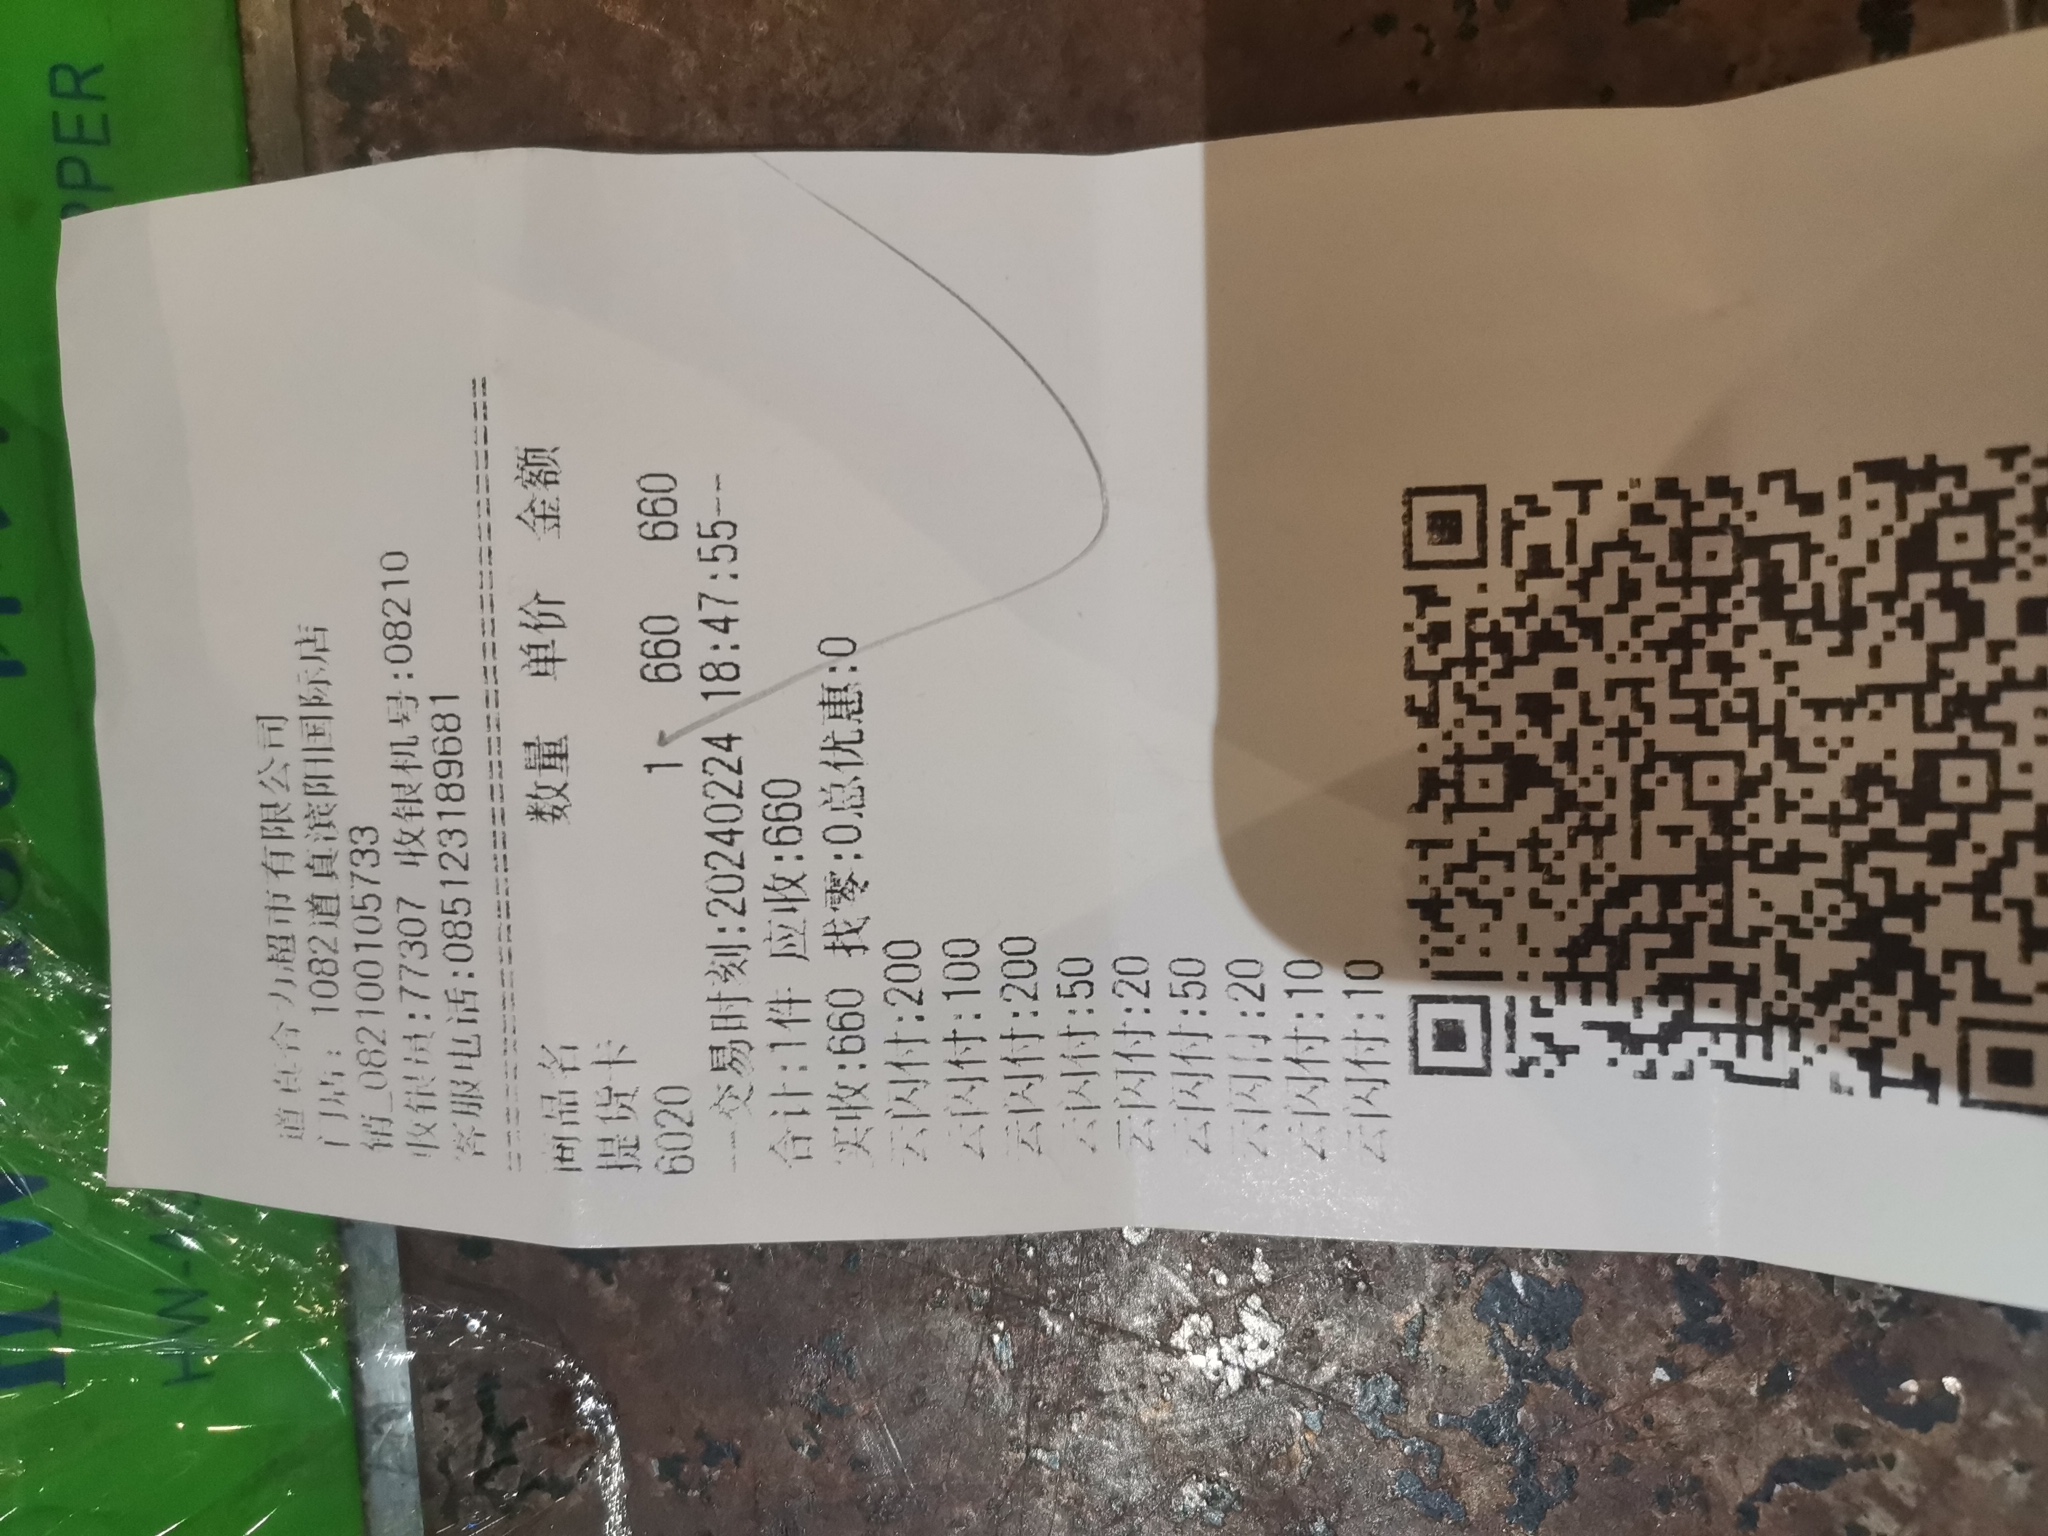 道真合力超市有限公司
门店: 1082道真滨阳国际店
销_0821001057​33
收银员:77307 收银机号:08210
客服电话:085123189681
商品名 数量 单价 金额
提货卡
6020 1 660 660
--交易时刻:20240224 18:47:55--
合计:1件 应收:660
实收:660 找零:0总优惠:0
云闪付:200
云闪付:100
云闪付:200
云闪付:50
云闪付:20
云闪付:50
云闪付:20
云闪付:10
云闪付:10
PPER
HW-